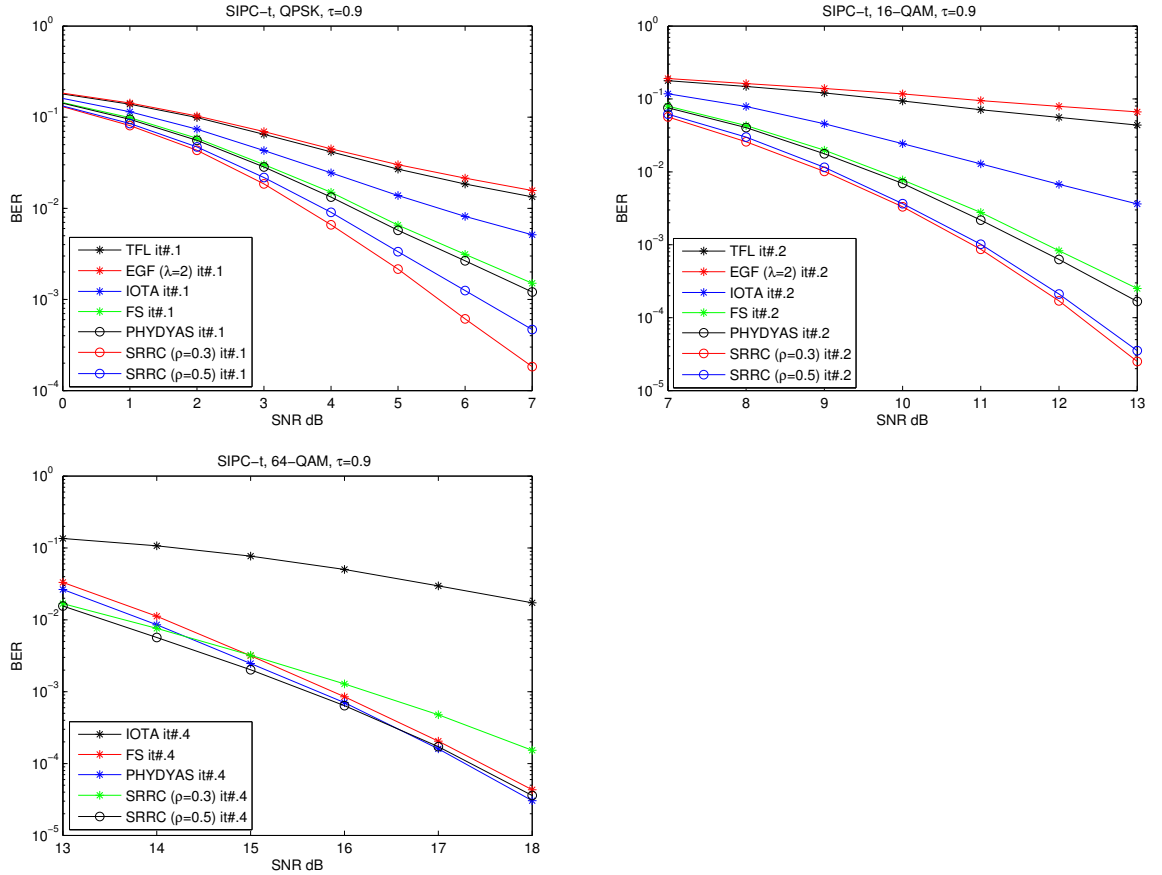 SIPC−t, QPSK, τ=0.9
10^0
10^−1
10^−2
10^−3
10^−4
BER
TFL it#.1
EGF (λ=2) it#.1
IOTA it#.1
FS it#.1
PHYDYAS it#.1
SRRC (ρ=0.3) it#.1
SRRC (ρ=0.5) it#.1
0 1 2 3 4 5 6 7
SNR dB
SIPC−t, 16−QAM, τ=0.9
10^0
10^−1
10^−2
10^−3
10^−4
10^−5
BER
TFL it#.2
EGF (λ=2) it#.2
IOTA it#.2
FS it#.2
PHYDYAS it#.2
SRRC (ρ=0.3) it#.2
SRRC (ρ=0.5) it#.2
7 8 9 10 11 12 13
SNR dB
SIPC−t, 64−QAM, τ=0.9
10^0
10^−1
10^−2
10^−3
10^−4
10^−5
BER
IOTA it#.4
FS it#.4
PHYDYAS it#.4
SRRC (ρ=0.3) it#.4
SRRC (ρ=0.5) it#.4
13 14 15 16 17 18
SNR dB